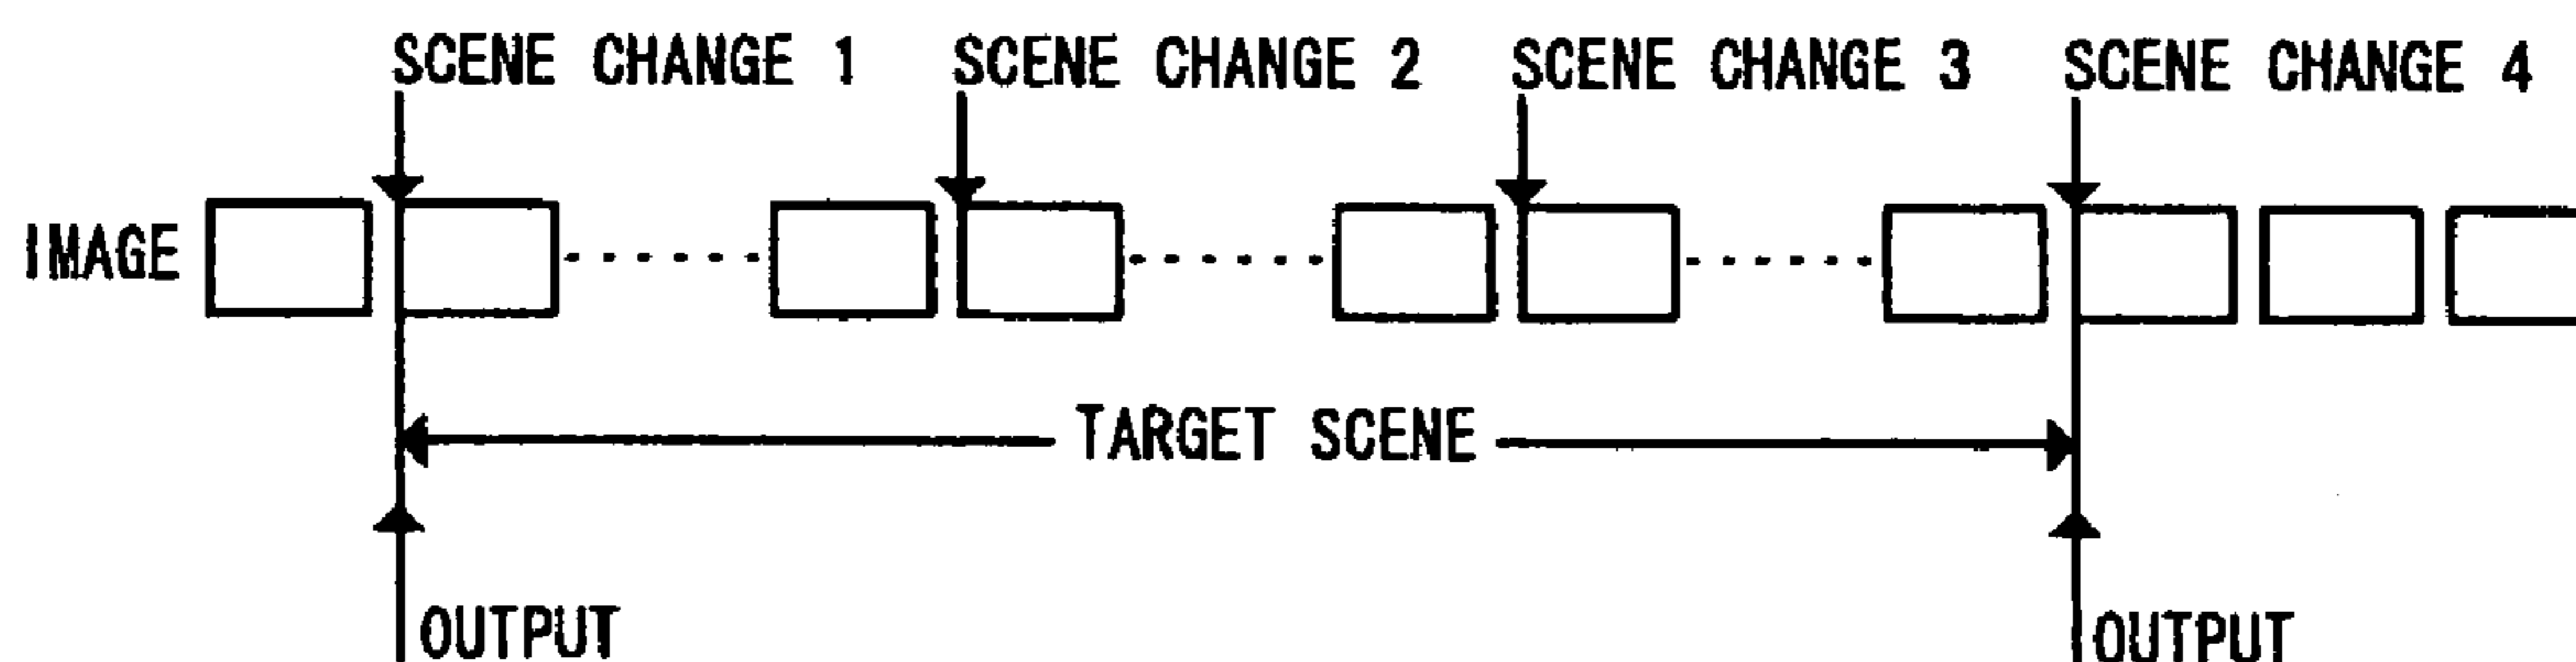 SCENE CHANGE 1 SCENE CHANGE 2 SCENE CHANGE 3 SCENE CHANGE 4
IMAGE
TARGET SCENE
OUTPUT OUTPUT